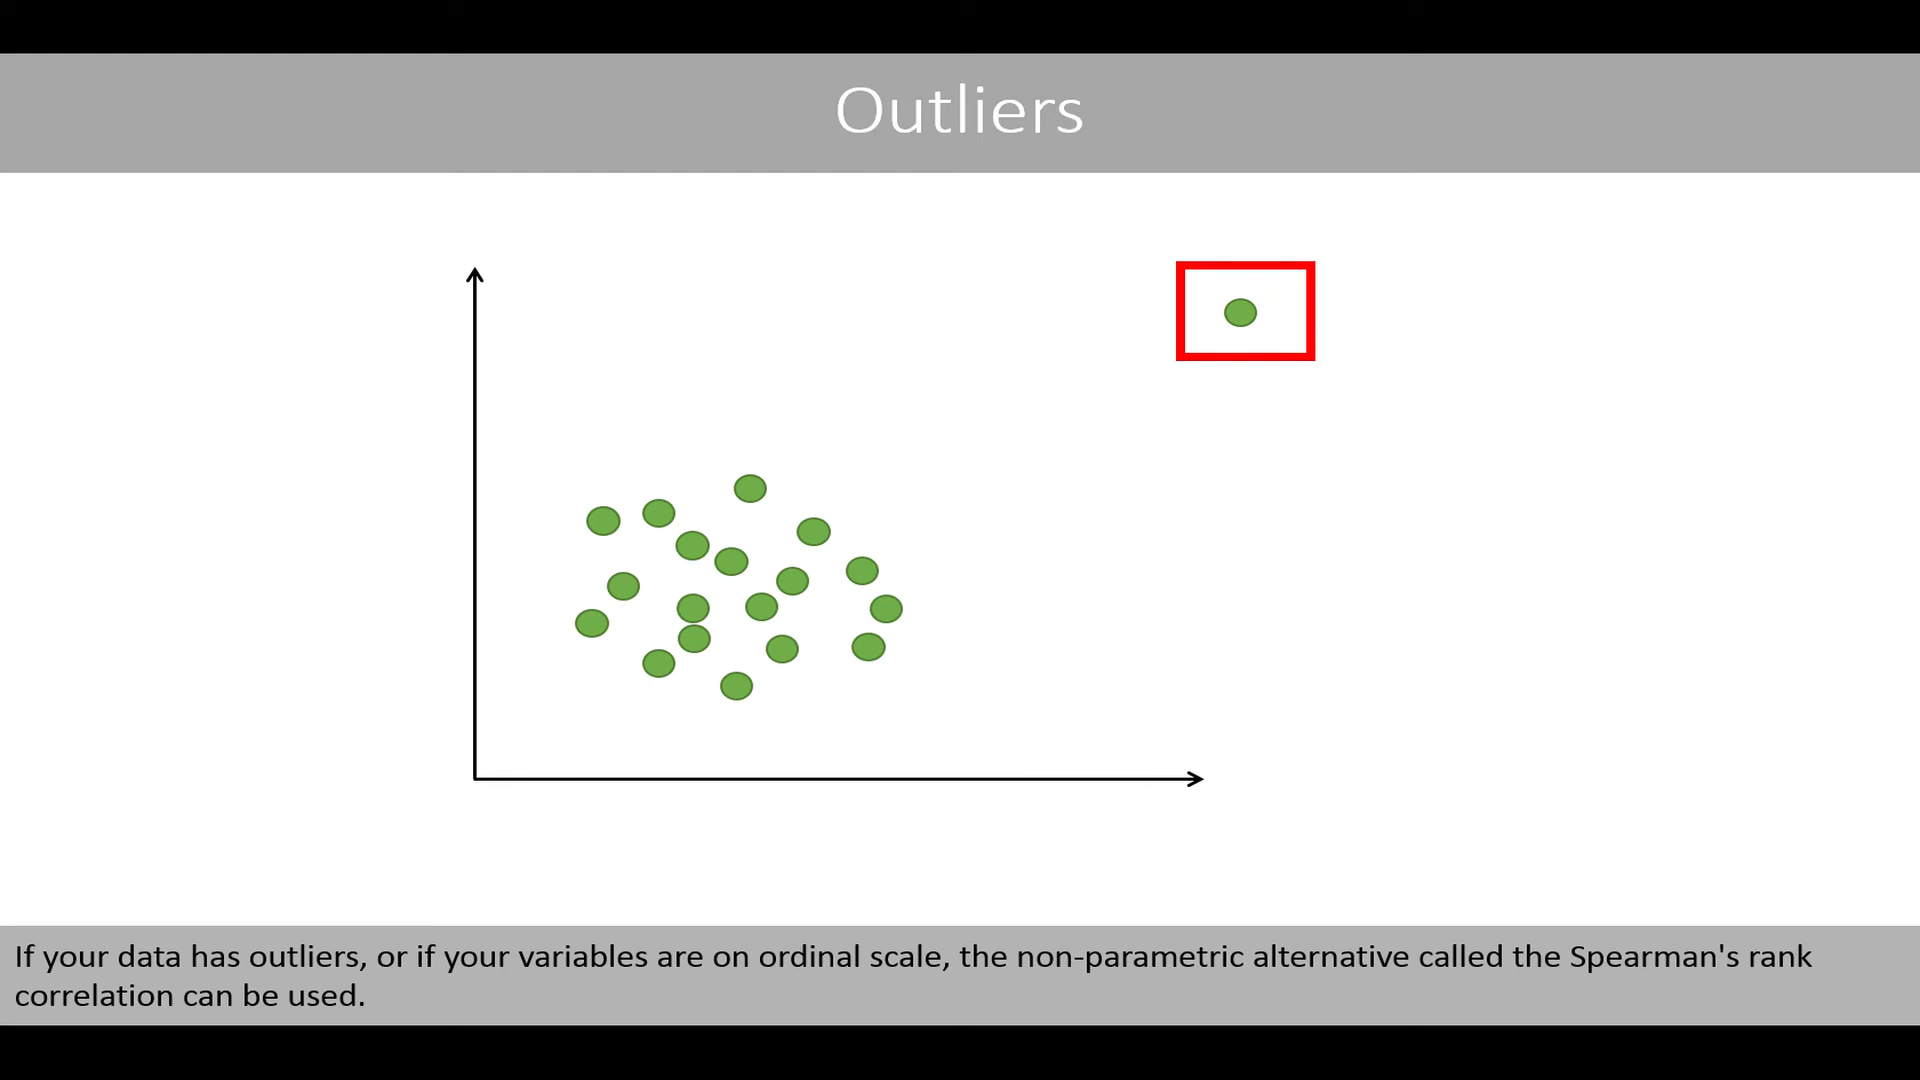 Outliers
If your data has outliers, or if your variables are on ordinal scale, the non-parametric alternative called the Spearman's rank
correlation can be used.